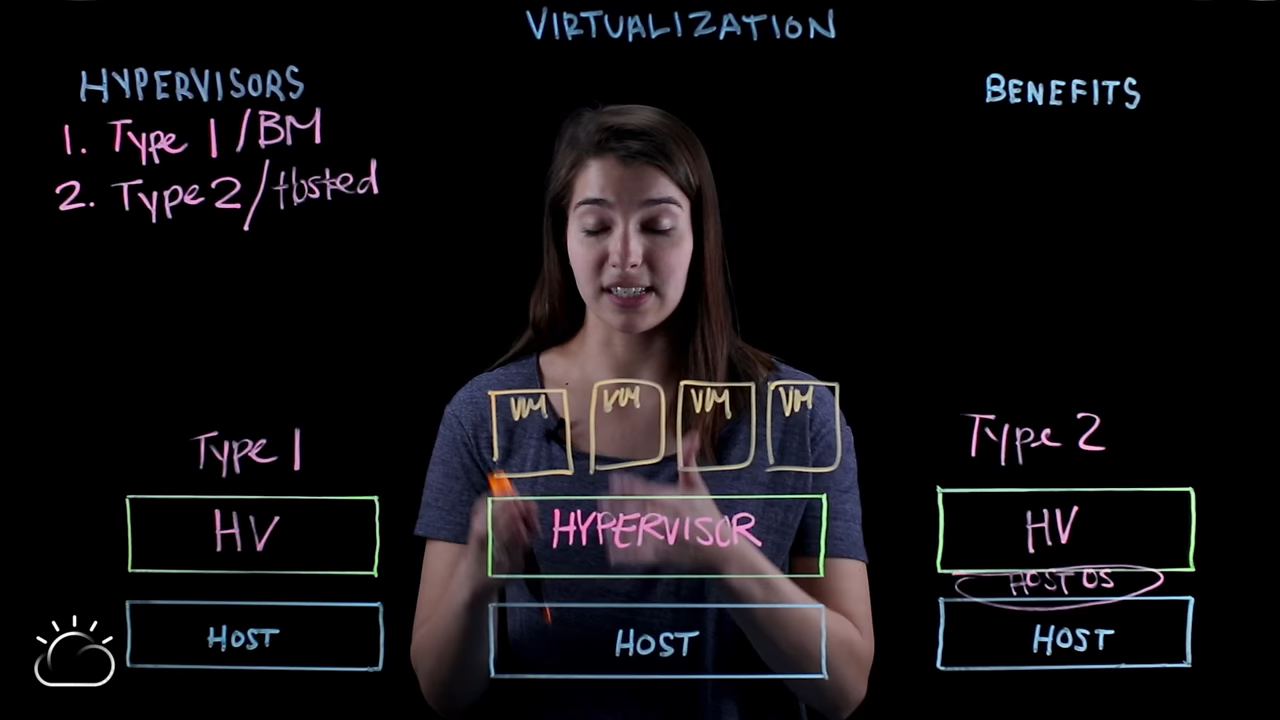 VIRTUALIZATION
HYPERVISORS
1. Type 1/BM
2. Type 2/Hosted
BENEFITS
VM VM VM VM
Type 1
HV
HOST
HYPERVISOR
HOST
Type 2
HV
HOST OS
HOST